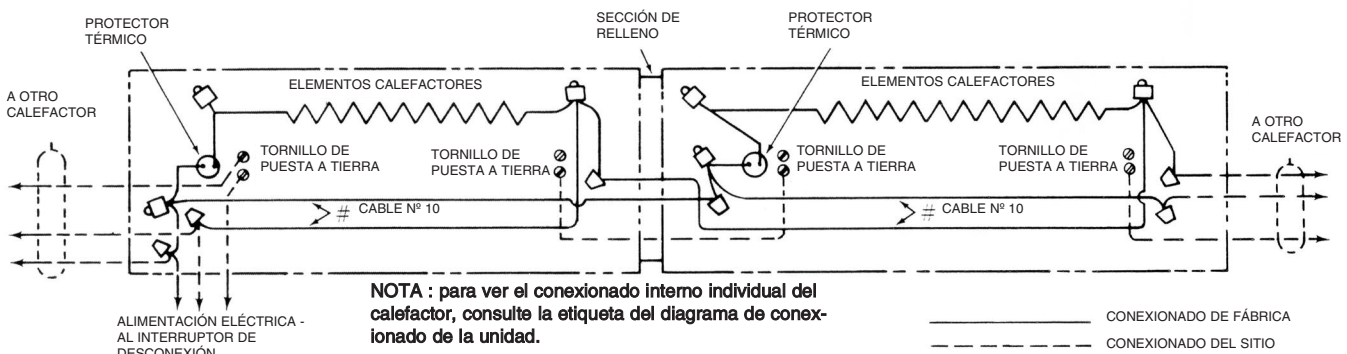 PROTECTOR
TÉRMICO
SECCIÓN DE
RELLENO
PROTECTOR
TÉRMICO
A OTRO
CALEFACTOR
ELEMENTOS CALEFACTORES
ELEMENTOS CALEFACTORES
A OTRO
CALEFACTOR
TORNILLO DE
PUESTA A TIERRA
TORNILLO DE
PUESTA A TIERRA
TORNILLO DE
PUESTA A TIERRA
TORNILLO DE
PUESTA A TIERRA
# CABLE Nº 10
# CABLE Nº 10
ALIMENTACIÓN ELÉCTRICA -
AL INTERRUPTOR DE
DESCONEXIÓN
NOTA : para ver el conexionado interno individual del
calefactor, consulte la etiqueta del diagrama de conex-
ionado de la unidad.
CONEXIONADO DE FÁBRICA
CONEXIONADO DEL SITIO